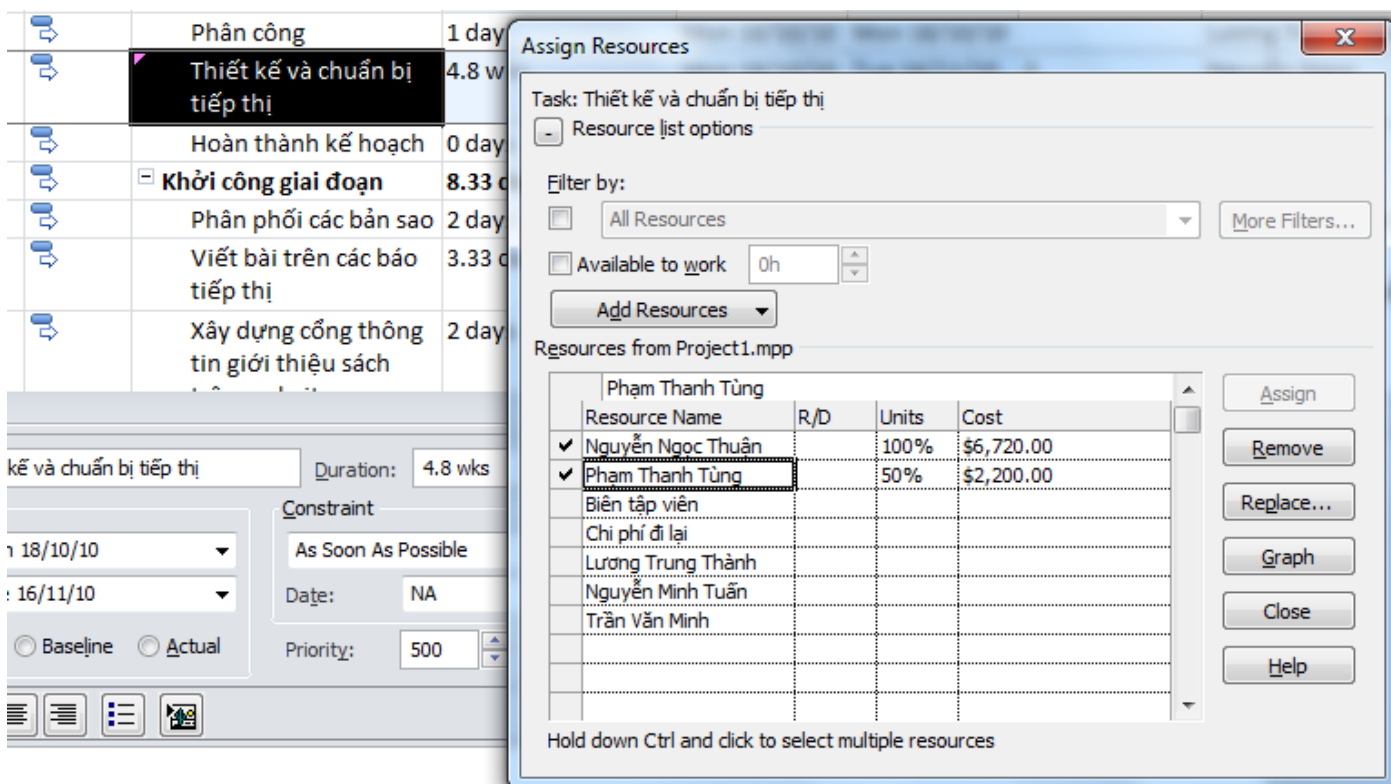 Phân công 1 day
Thiết kế và chuẩn bị 4.8 w
tiếp thị
Hoàn thành kế hoạch 0 day
Khởi công giai đoạn 8.33 d
Phân phối các bản sao 2 day
Viết bài trên các báo 3.33 d
tiếp thị
Xây dựng cổng thông 2 day
tin giới thiệu sách
kế và chuẩn bị tiếp thị Duration: 4.8 wks
Constraint
18/10/10 As Soon As Possible
16/11/10 Date: NA
Baseline Actual Priority: 500
Assign Resources
Task: Thiết kế và chuẩn bị tiếp thị
- Resource list options
Filter by:
All Resources More Filters...
Available to work 0h
Add Resources
Resources from Project1.mpp
Phạm Thanh Tùng
Resource Name R/D Units Cost
Nguyễn Ngọc Thuận 100% $6,720.00
Phạm Thanh Tùng 50% $2,200.00
Biên tập viên
Chi phí đi lại
Lương Trung Thành
Nguyễn Minh Tuấn
Trần Văn Minh
Assign
Remove
Replace...
Graph
Close
Help
Hold down Ctrl and click to select multiple resources